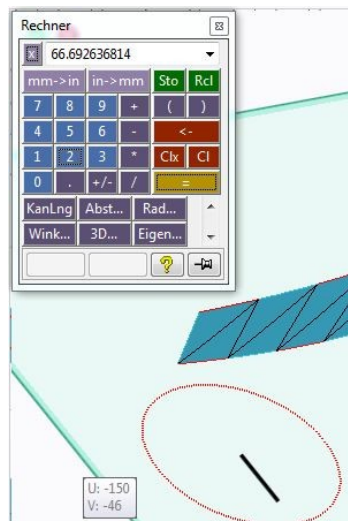 Rechner
x 66.692636814
mm->in in->mm Sto Rcl
7 8 9 + ( )
4 5 6 - <-
1 2 3 * Clx Cl
0 . +/- / =
KanLng Abst... Rad...
Wink... 3D... Eigen...
?
U: -150
V: -46